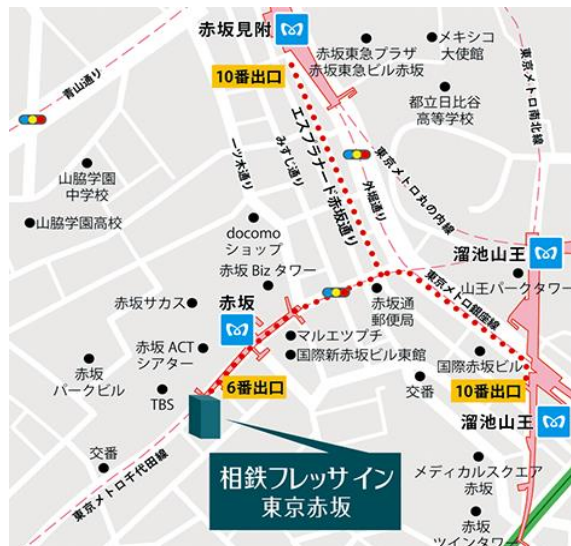 赤坂見附
10番出口
赤坂東急プラザ
赤坂東急ビル赤坂
メキシコ
大使館
都立日比谷
高等学校
青山通り
一ツ木通り
みすじ通り
エスプラナード赤坂通り
外堀通り
東京メトロ丸の内線
東京メトロ南北線
山脇学園
中学校
山脇学園高校
docomo
ショップ
赤坂 Biz タワー
赤坂サカス
赤坂
赤坂 ACT
シアター
赤坂
パークビル
TBS
6番出口
マルエツプチ
国際新赤坂ビル東館
赤坂通
郵便局
溜池山王
山王パークタワー
東京メトロ銀座線
国際赤坂ビル
交番
10番出口
溜池山王
メディカルスクエア
赤坂
赤坂
ツインタワー
交番
東京メトロ千代田線
相鉄フレッサイン
東京赤坂